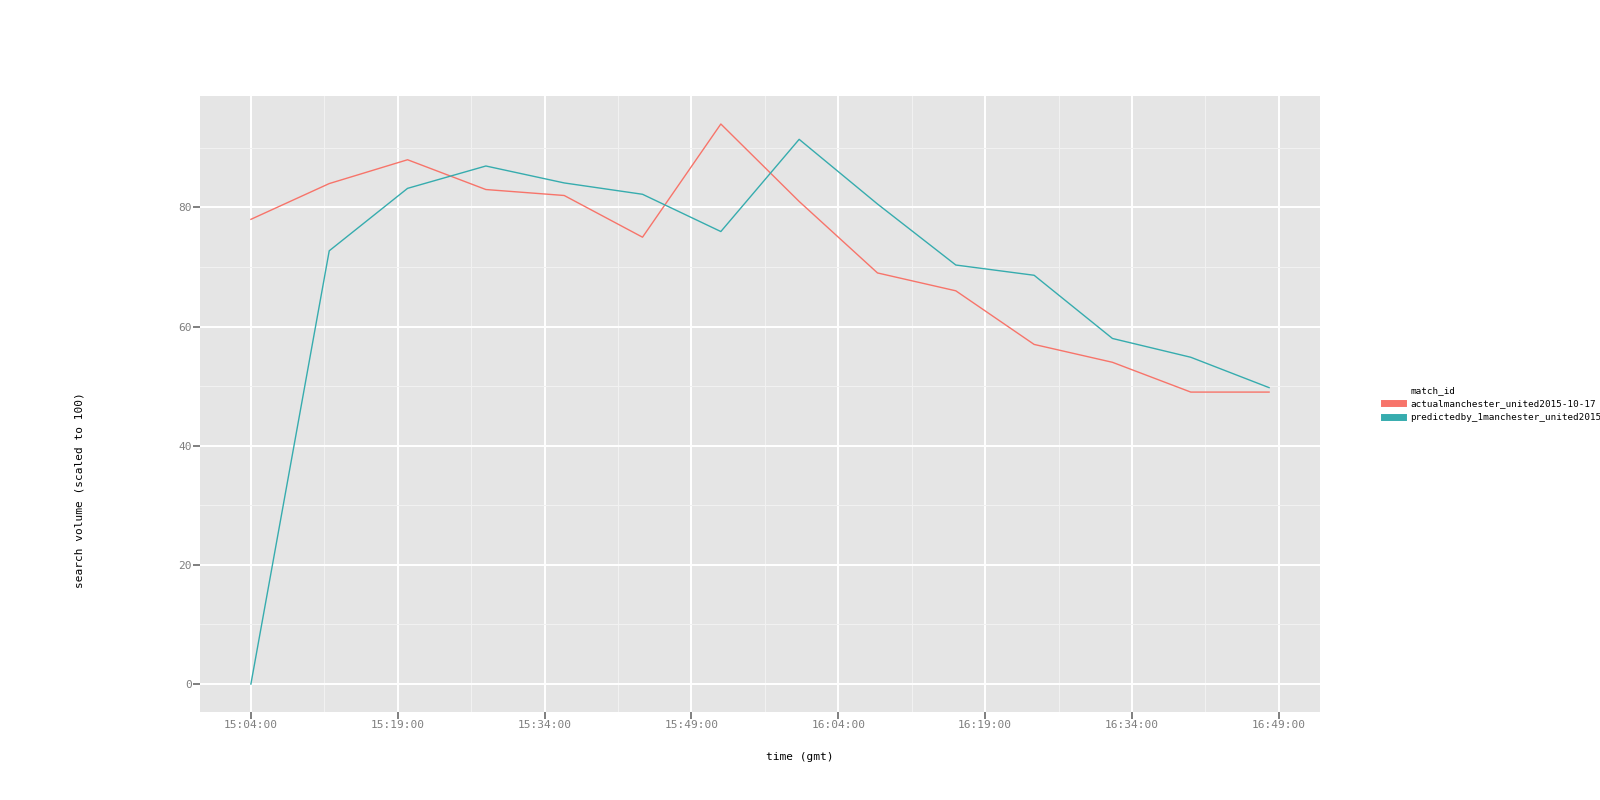 search volume (scaled to 100)
80
60
40
20
0
15:04:00 15:19:00 15:34:00 15:49:00 16:04:00 16:19:00 16:34:00 16:49:00
time (gmt)
match_id
actualmanchester_united2015-10-17
predictedby_1manchester_united2015